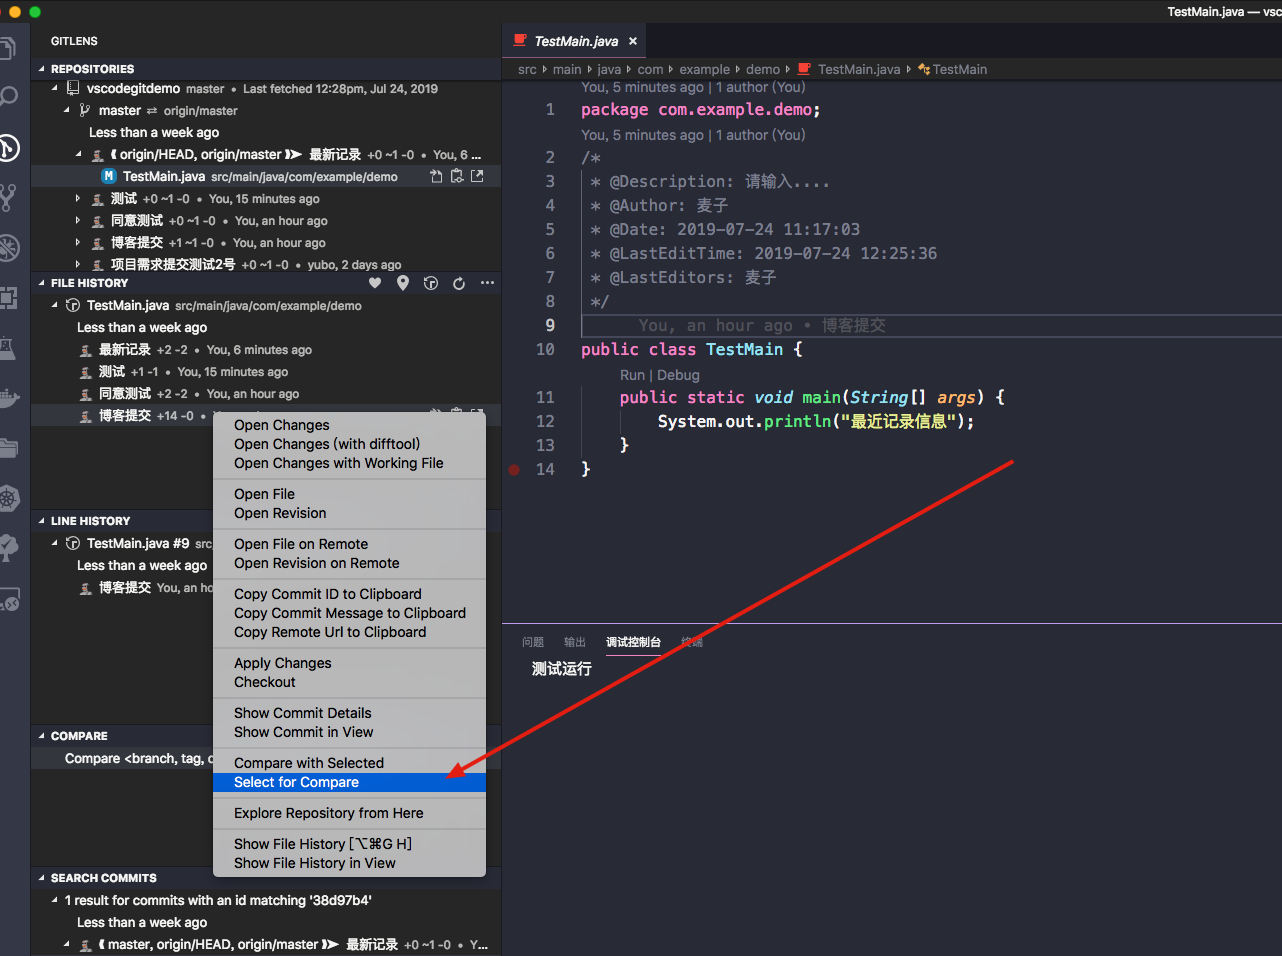 TestMain.java — vsc
GITLENS
REPOSITORIES
vscodegitdemo master • Last fetched 12:28pm, Jul 24, 2019
master ⇄ origin/master
Less than a week ago
❪ origin/HEAD, origin/master ❫➤ 最新记录 +0 ~1 -0 • You, 6 ...
M TestMain.java src/main/java/com/example/demo
测试 +0 ~1 -0 • You, 15 minutes ago
同意测试 +0 ~1 -0 • You, an hour ago
博客提交 +1 ~1 -0 • You, an hour ago
项目需求提交测试2号 +0 ~1 -0 • yubo, 2 days ago
FILE HISTORY
TestMain.java src/main/java/com/example/demo
Less than a week ago
最新记录 +2 -2 • You, 6 minutes ago
测试 +1 -1 • You, 15 minutes ago
同意测试 +2 -2 • You, an hour ago
博客提交 +14 -0 •
Open Changes
Open Changes (with difftool)
Open Changes with Working File
Open File
Open Revision
Open File on Remote
Open Revision on Remote
Copy Commit ID to Clipboard
Copy Commit Message to Clipboard
Copy Remote Url to Clipboard
Apply Changes
Checkout
Show Commit Details
Show Commit in View
Compare with Selected
Select for Compare
Explore Repository from Here
Show File History [⌥⌘G H]
Show File History in View
LINE HISTORY
TestMain.java #9 src
Less than a week ago
博客提交 You, an ho
COMPARE
Compare <branch, tag,
SEARCH COMMITS
1 result for commits with an id matching '38d97b4'
Less than a week ago
❪ master, origin/HEAD, origin/master ❫➤ 最新记录 +0 ~1 -0 • Y...
TestMain.java ×
src main java com example demo TestMain.java TestMain
You, 5 minutes ago | 1 author (You)
1 package com.example.demo;
You, 5 minutes ago | 1 author (You)
2 /*
3 * @Description: 请输入....
4 * @Author: 麦子
5 * @Date: 2019-07-24 11:17:03
6 * @LastEditTime: 2019-07-24 12:25:36
7 * @LastEditors: 麦子
8 */
9 You, an hour ago • 博客提交
10 public class TestMain {
Run | Debug
11 public static void main(String[] args) {
12 System.out.println("最近记录信息");
13 }
14 }
问题 输出 调试控制台 终端
测试运行